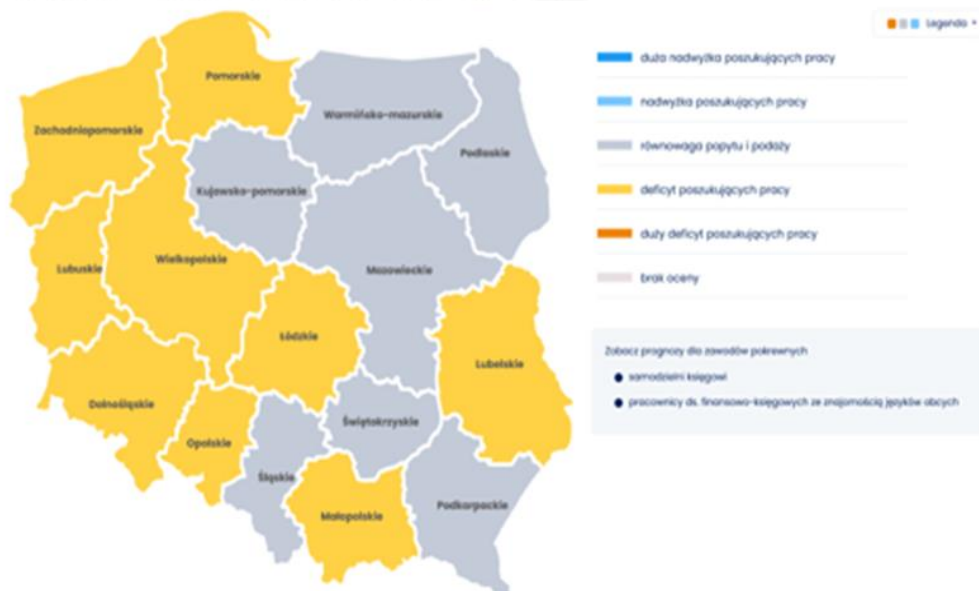 Legenda
Pomorskie
Warmińsko-mazurskie
Zachodniopomorskie
Podlaskie
Kujawsko-pomorskie
Lubuskie
Wielkopolskie
Mazowieckie
Łódzkie
Lubelskie
Dolnośląskie
Świętokrzyskie
Opolskie
Śląskie
Małopolskie
Podkarpackie
duża nadwyżka poszukujących pracy
nadwyżka poszukujących pracy
równowaga popytu i podaży
deficyt poszukujących pracy
duży deficyt poszukujących pracy
brak oceny
Zobacz prognozy dla zawodów pokrewnych
samodzielni księgowi
pracownicy ds. finansowo-księgowych ze znajomością języków obcych